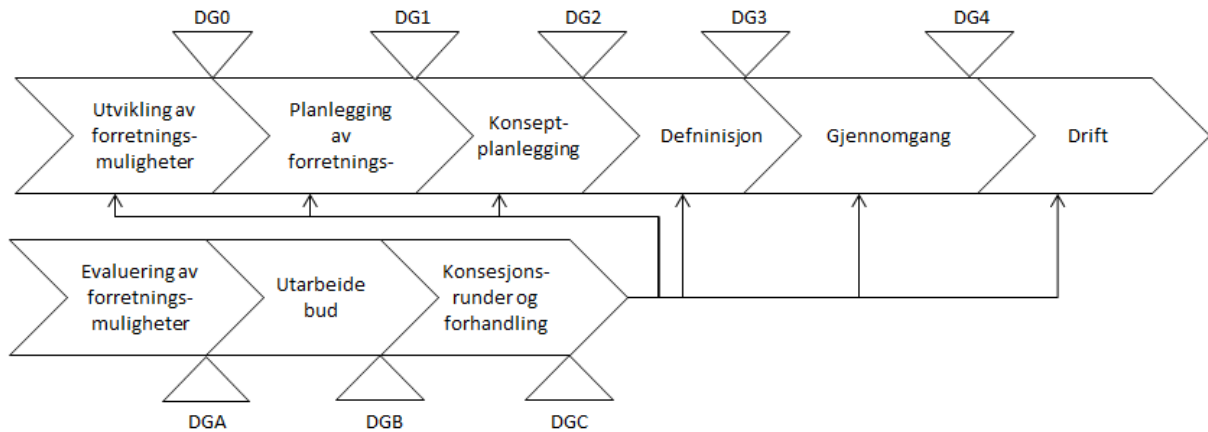 DG0
DG1
DG2
DG3
DG4
Utvikling av
forretnings-
muligheter
Planlegging
av
forretnings-
Konsept-
planlegging
Defninisjon
Gjennomgang
Drift
Evaluering av
forretnings-
muligheter
Utarbeide
bud
Konsesjons-
runder og
forhandling
DGA
DGB
DGC